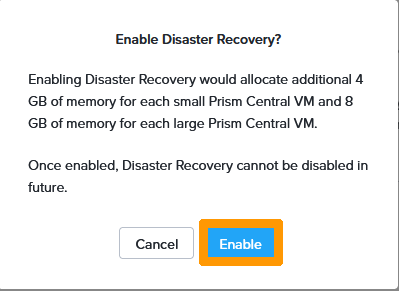 Enable Disaster Recovery?
Enabling Disaster Recovery would allocate additional 4
GB of memory for each small Prism Central VM and 8
GB of memory for each large Prism Central VM.
Once enabled, Disaster Recovery cannot be disabled in
future.
Cancel
Enable